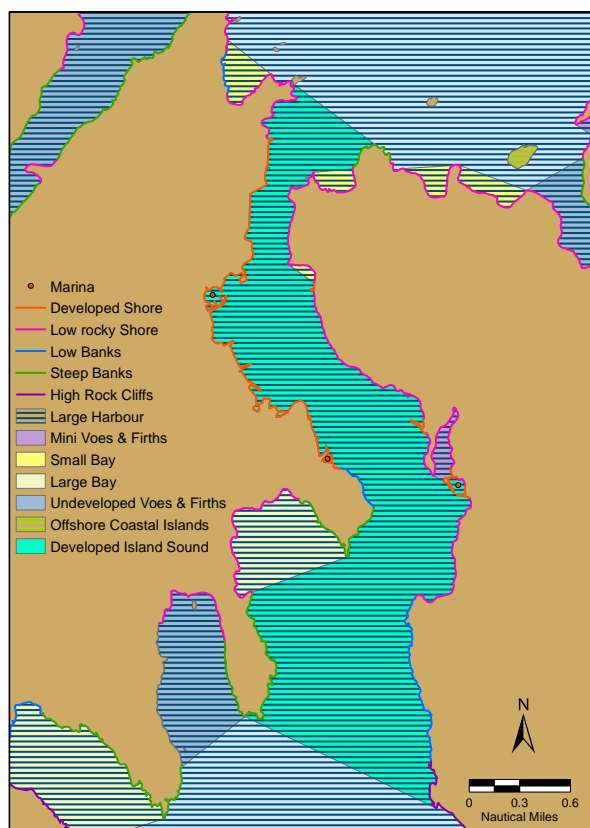 Marina
Developed Shore
Low rocky Shore
Low Banks
Steep Banks
High Rock Cliffs
Large Harbour
Mini Voes & Firths
Small Bay
Large Bay
Undeveloped Voes & Firths
Offshore Coastal Islands
Developed Island Sound
N
0 0.3 0.6
Nautical Miles